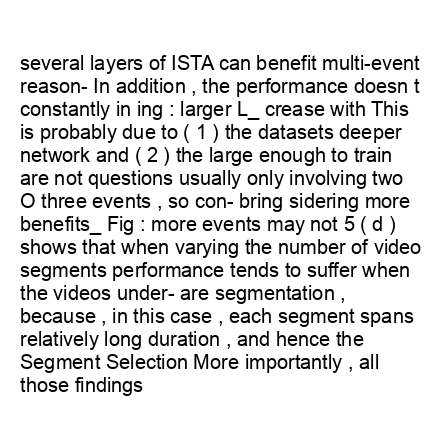 several layers of ISTA can benefit multi-event
reason- In addition , the performance doesn t
constantly in ing : larger L_ crease with This
is probably due to ( 1 ) the datasets deeper
network and ( 2 ) the large enough to train
are not questions usually only involving two
O three events , so con- bring sidering more
benefits_ Fig : more events may not 5 ( d )
shows that when varying the number of video
segments performance tends to suffer when
the videos under- are segmentation ,
because , in this case , each segment spans
relatively long duration , and hence the
Segment Selection More importantly , all
those findings